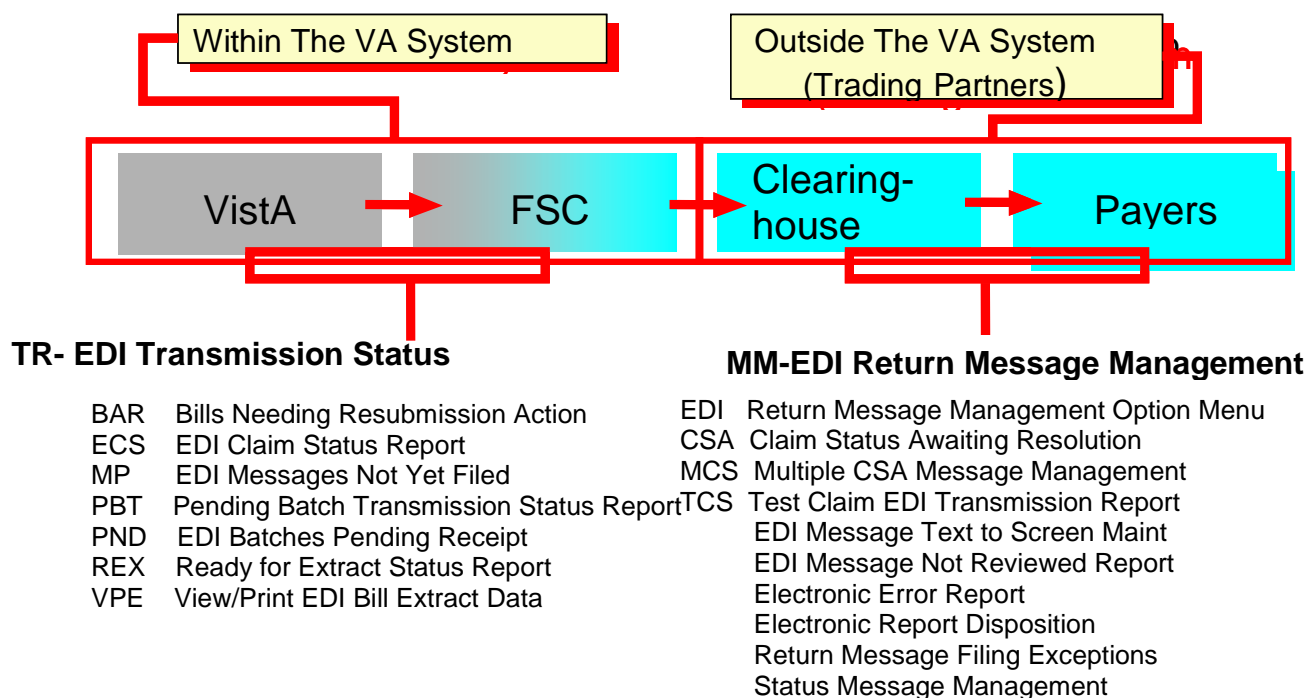 Within The VA System
Outside The VA System
(Trading Partners)
VistA
FSC
Clearing-
house
Payers
TR- EDI Transmission Status
BAR Bills Needing Resubmission Action
ECS EDI Claim Status Report
MP EDI Messages Not Yet Filed
PBT Pending Batch Transmission Status Report
PND EDI Batches Pending Receipt
REX Ready for Extract Status Report
VPE View/Print EDI Bill Extract Data
MM-EDI Return Message Management
EDI Return Message Management Option Menu
CSA Claim Status Awaiting Resolution
MCS Multiple CSA Message Management
TCS Test Claim EDI Transmission Report
EDI Message Text to Screen Maint
EDI Message Not Reviewed Report
Electronic Error Report
Electronic Report Disposition
Return Message Filing Exceptions
Status Message Management